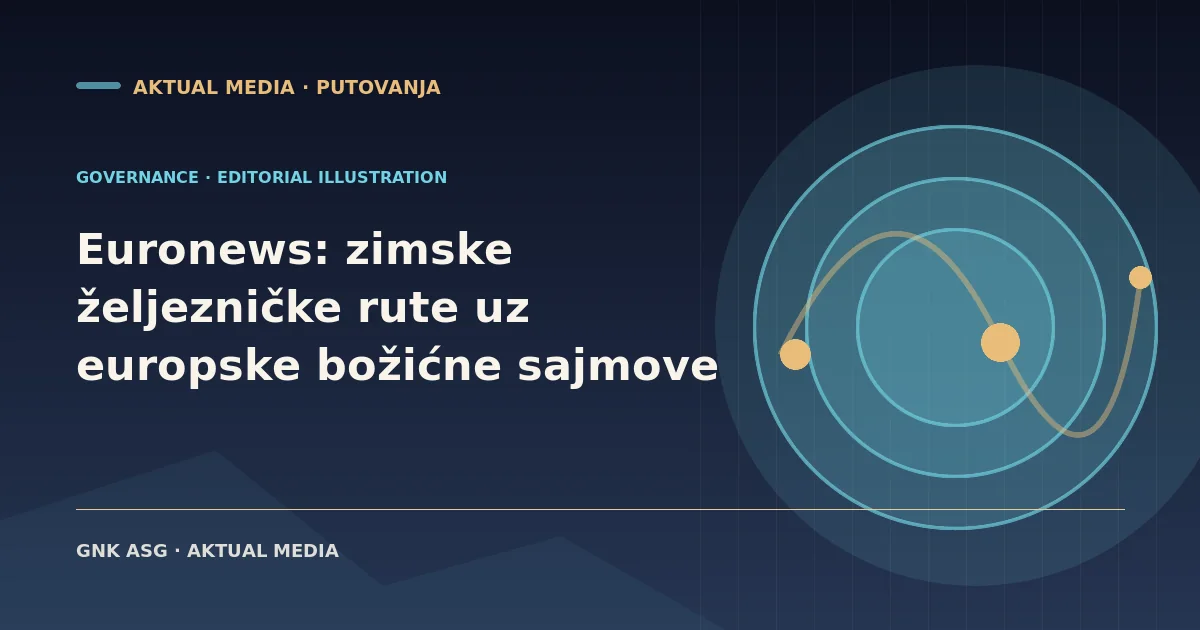 AKTUAL MEDIA · PUTOVANJA
GOVERNANCE · EDITORIAL ILLUSTRATION
Euronews: zimske
željezničke rute uz
europske božićne sajmove
GNK ASG · AKTUAL MEDIA